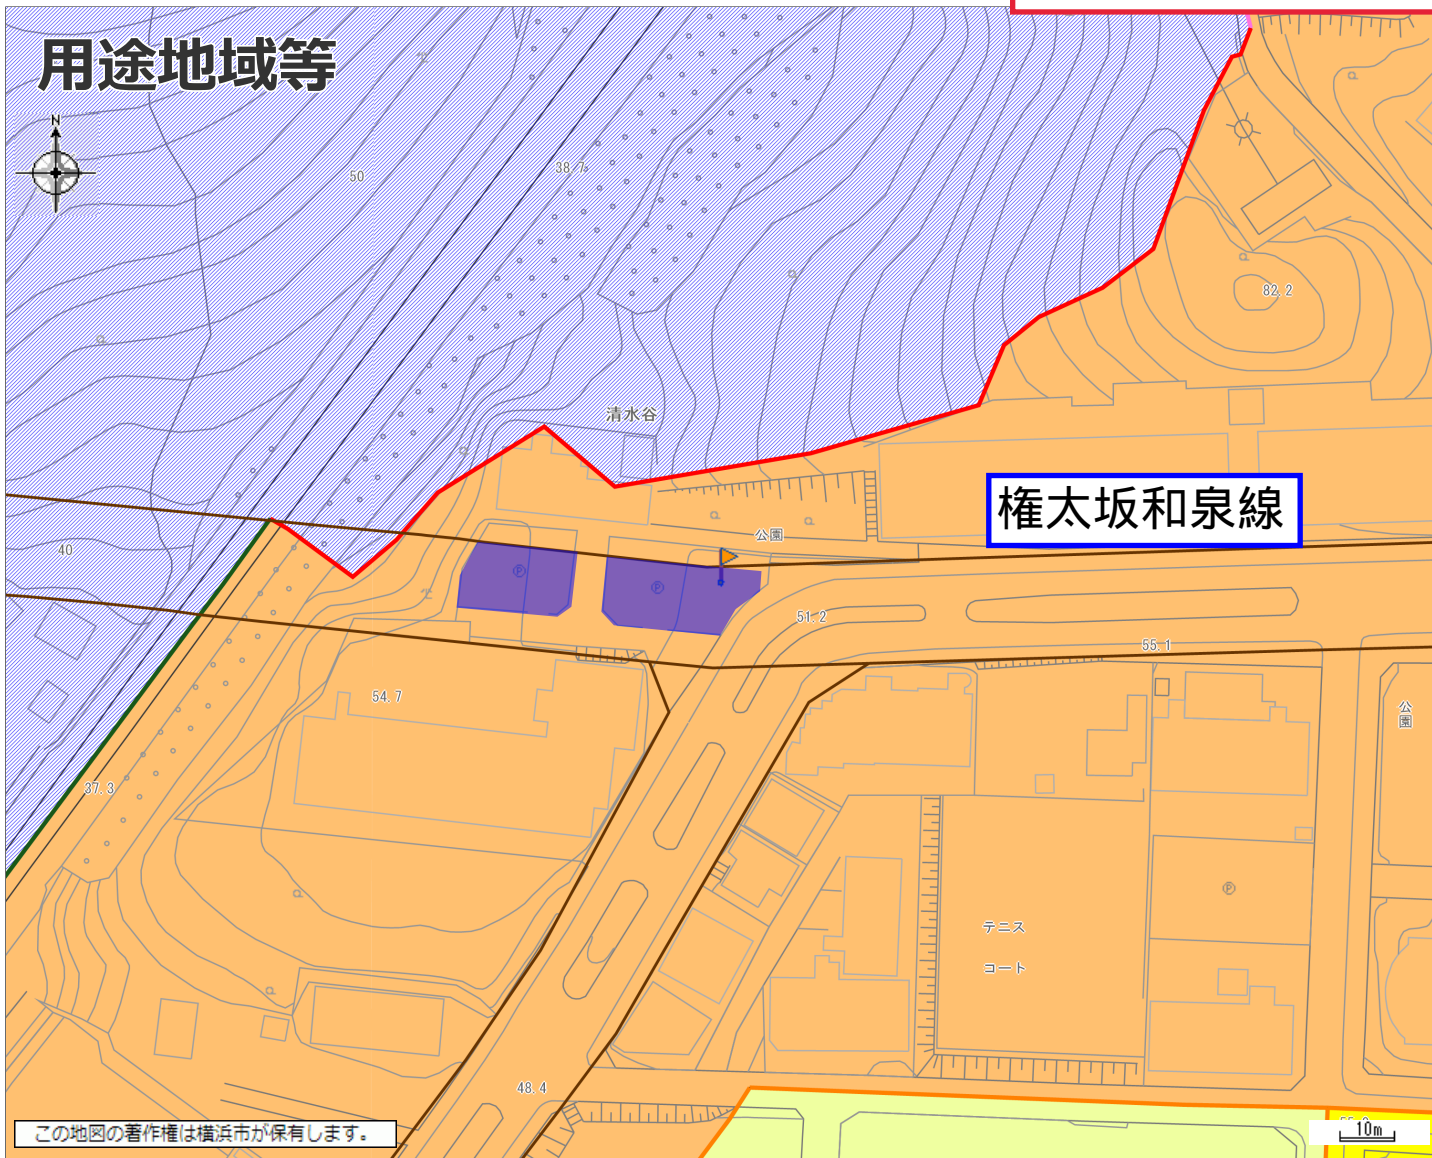 用途地域等
N
50
38.7
82.2
清水谷
権太坂和泉線
公園
40
P
P
51.2
55.1
54.7
公園
37.3
P
テニス
コート
48.4
この地図の著作権は横浜市が保有します。
10m